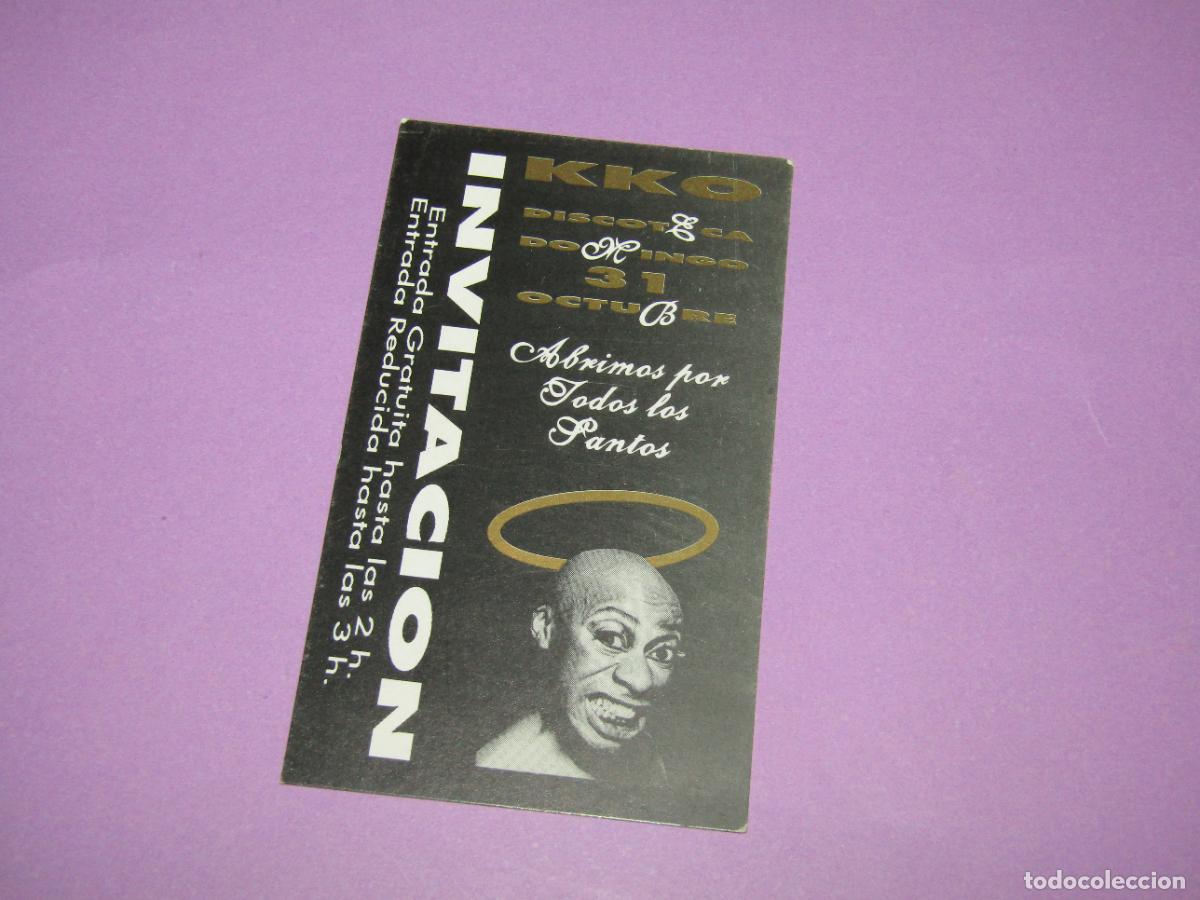 KKO
DISCOTECA
DOMINGO
31
OCTUBRE
Abrimos por
Todos los
Santos
INVITACION
Entrada Gratuita hasta las 2 h.
Entrada Reducida hasta las 3 h.
todocoleccion